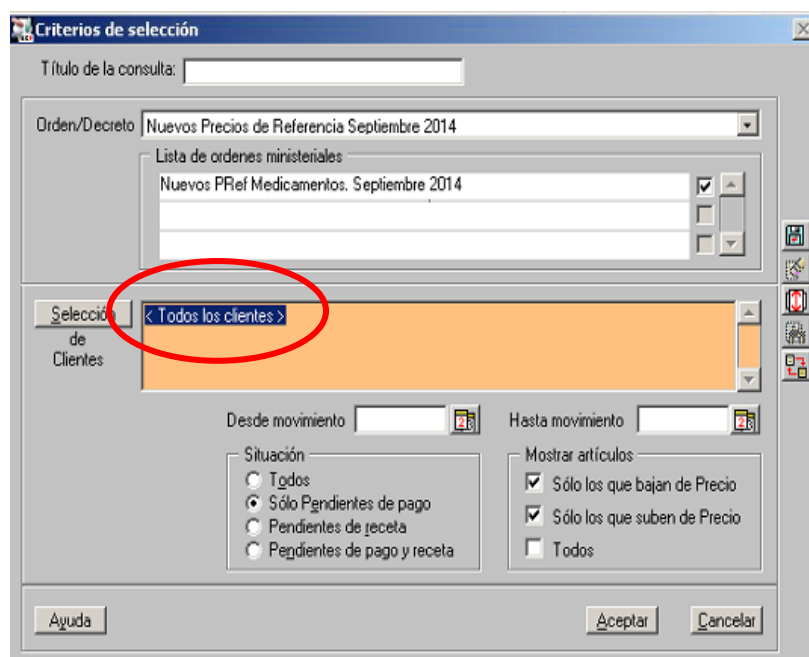 Criterios de selección
Título de la consulta:
Orden/Decreto Nuevos Precios de Referencia Septiembre 2014
Lista de ordenes ministeriales
Nuevos PRef Medicamentos. Septiembre 2014
Selección < Todos los clientes >
de
Clientes
Desde movimiento Hasta movimiento
Situación Mostrar artículos
Todos Sólo los que bajan de Precio
Sólo Pendientes de pago Sólo los que suben de Precio
Pendientes de receta Todos
Pendientes de pago y receta
Ayuda Aceptar Cancelar